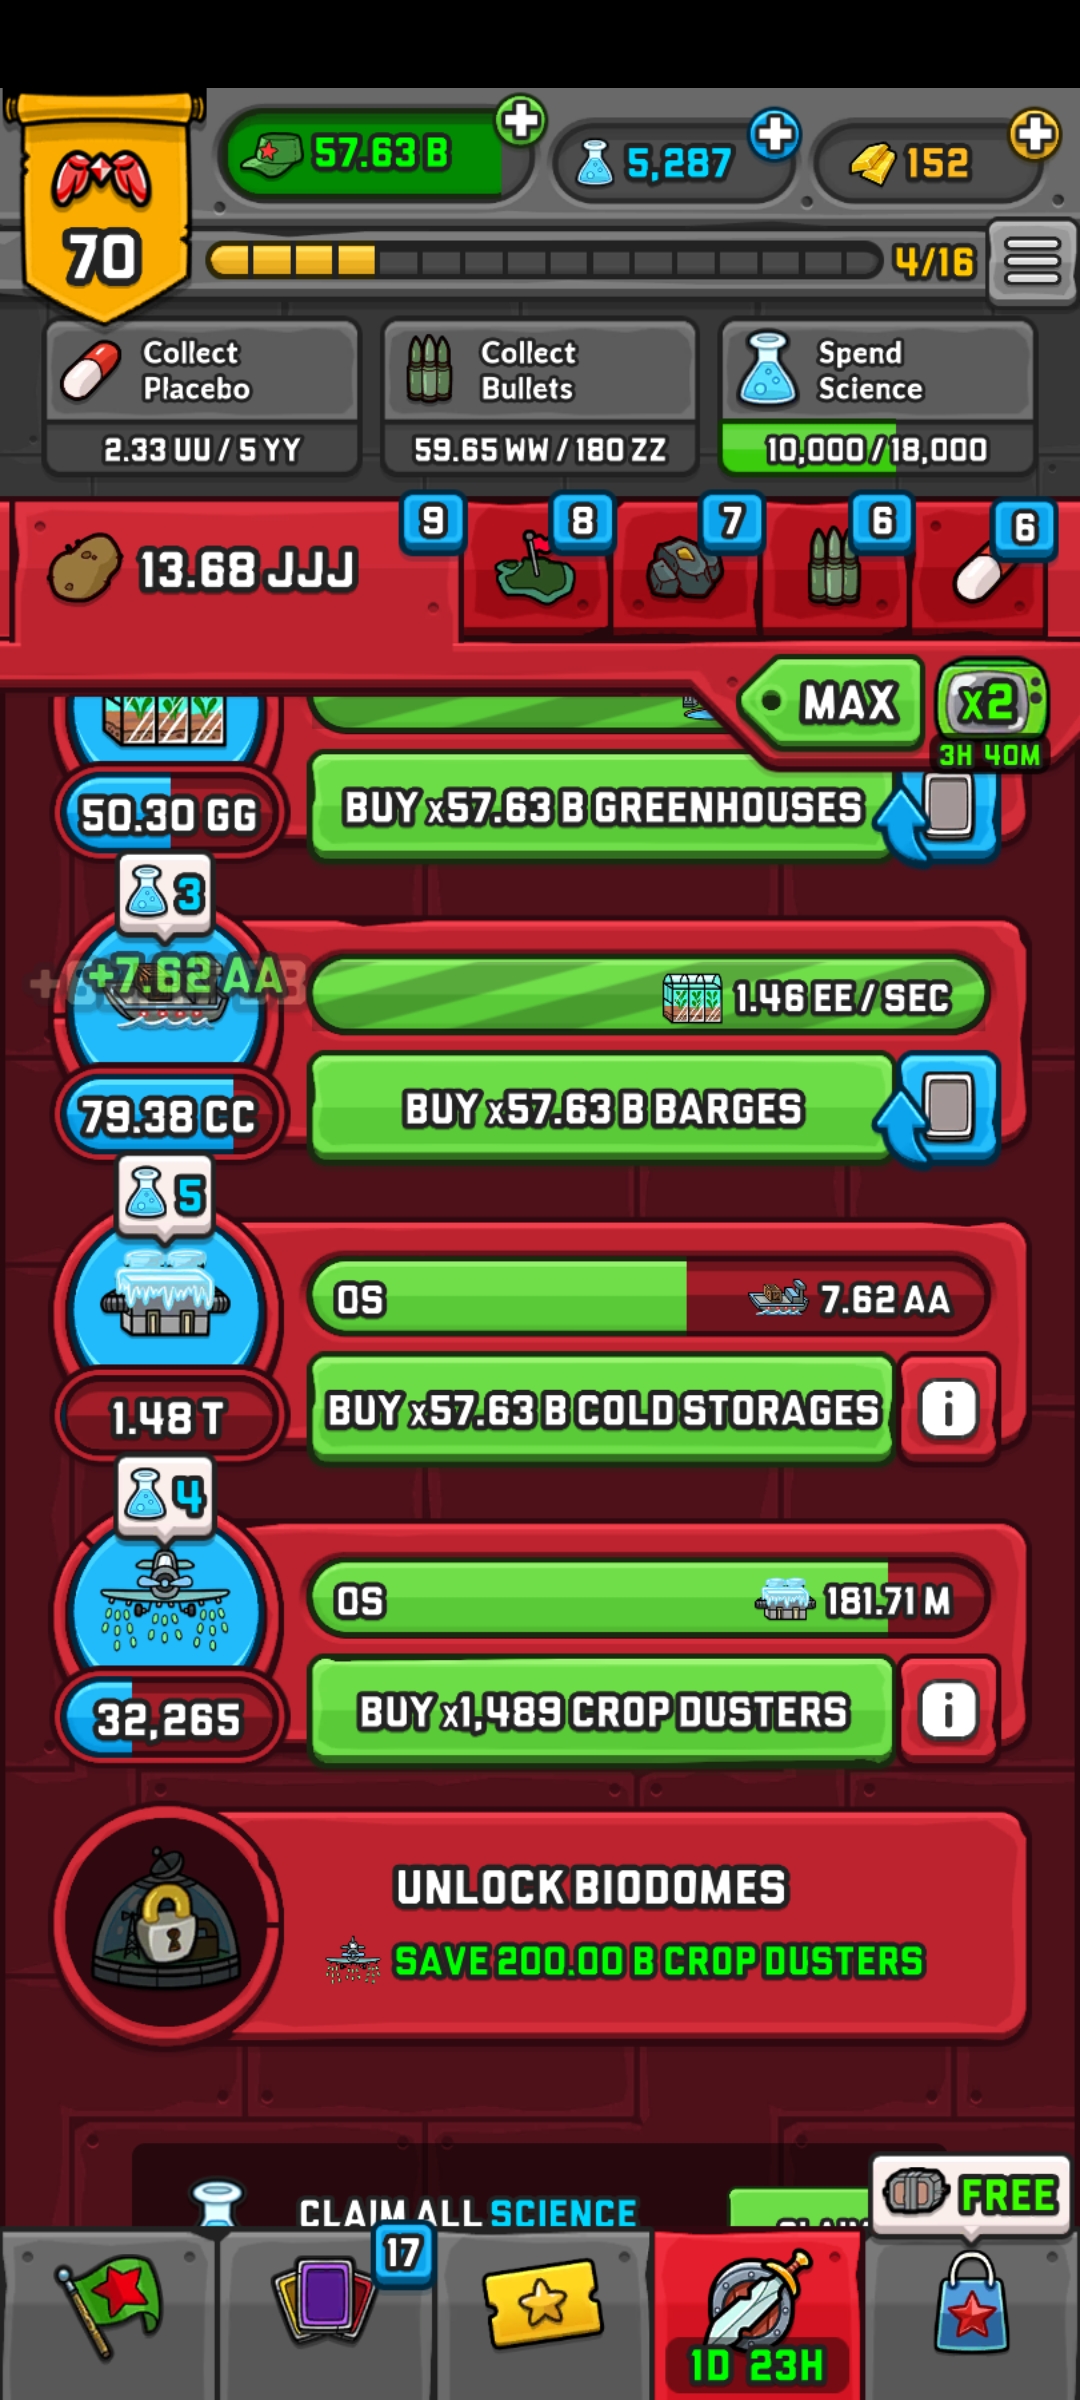 57.63 B
5,287
152
70
4/16
Collect
Placebo
2.33 UU / 5 YY
Collect
Bullets
59.65 WW / 180 ZZ
Spend
Science
10,000 / 18,000
13.68 JJJ
9
8
7
6
6
MAX
x2
3H 40M
50.30 GG
BUY x57.63 B GREENHOUSES
3
+7.62 AA
1.46 EE / SEC
79.38 CC
BUY x57.63 B BARGES
5
0S
7.62 AA
1.48 T
BUY x57.63 B COLD STORAGES
i
4
0S
181.71 M
32,265
BUY x1,489 CROP DUSTERS
i
UNLOCK BIODOMES
SAVE 200.00 B CROP DUSTERS
CLAIM ALL SCIENCE
FREE
17
1D 23H